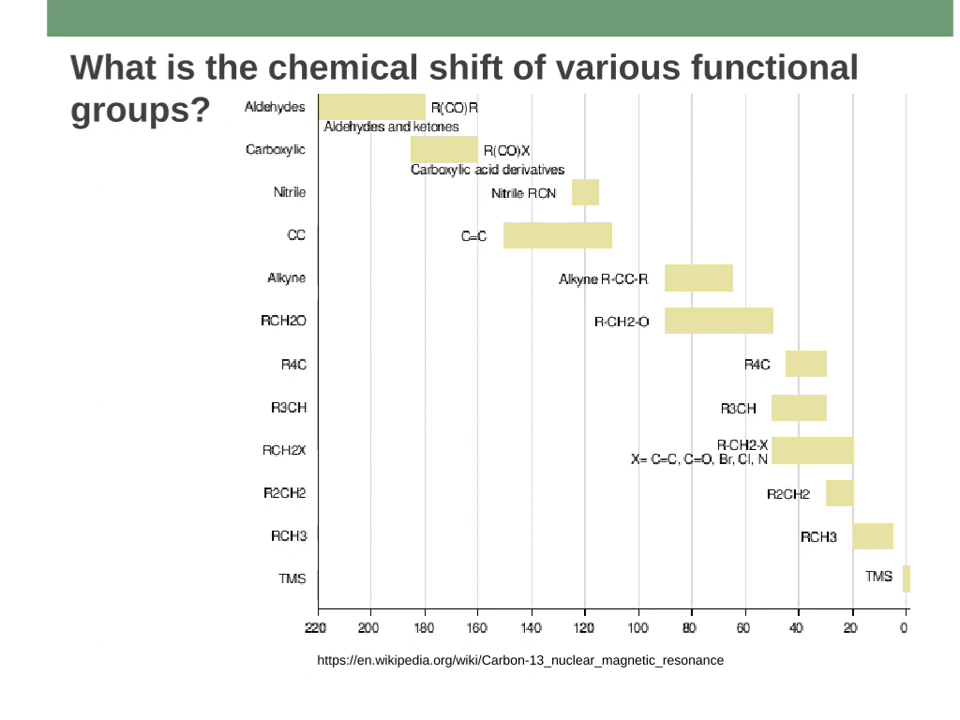 What is the chemical shift of various functional
groups?
Aldehydes R(CO)R
Aldehydes and ketones
Carboxylic R(CO)X
Carboxylic acid derivatives
Nitrile Nitrile RCN
CC C=C
Alkyne Alkyne R-CC-R
RCH2O R-CH2-O
R4C R4C
R3CH R3CH
R-CH2-X
RCH2X
X= C=C, C=O, Br, Cl, N
R2CH2 R2CH2
RCH3 RCH3
TMS TMS
220 200 180 160 140 120 100 80 60 40 20 0
https://en.wikipedia.org/wiki/Carbon-13_nuclear_magnetic_resonance